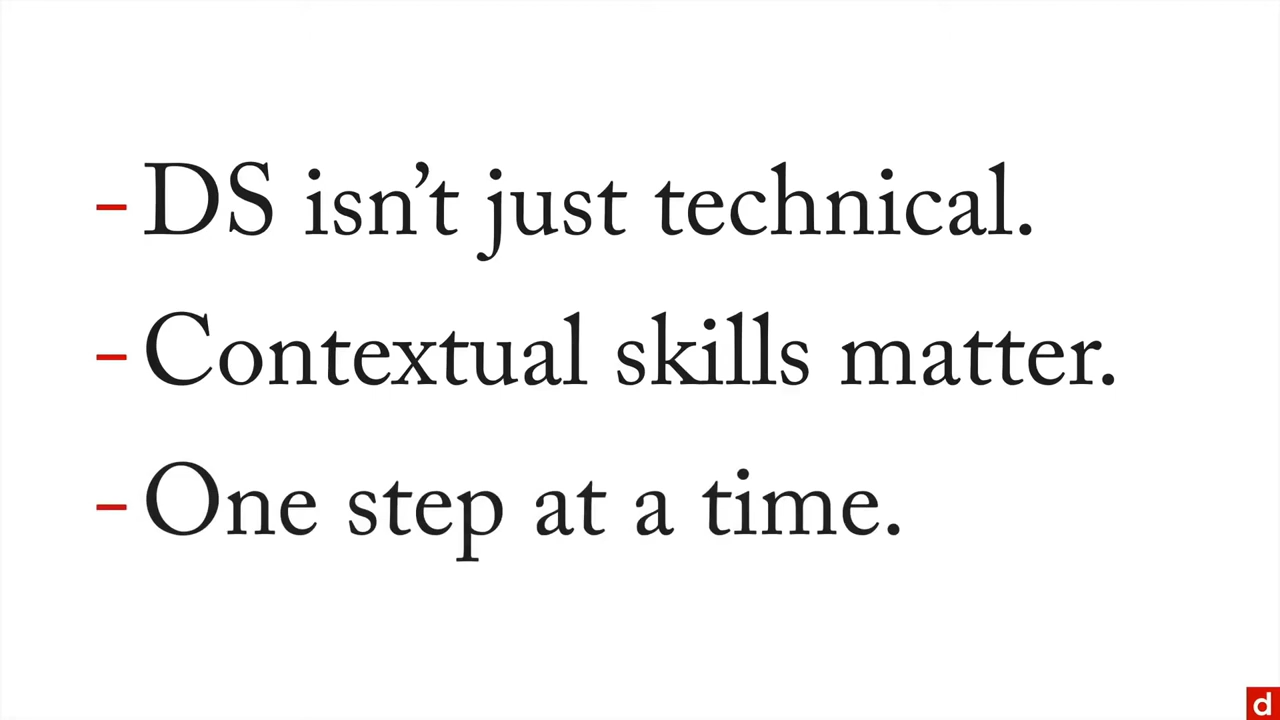 – DS isn’t just technical.
– Contextual skills matter.
– One step at a time.
d